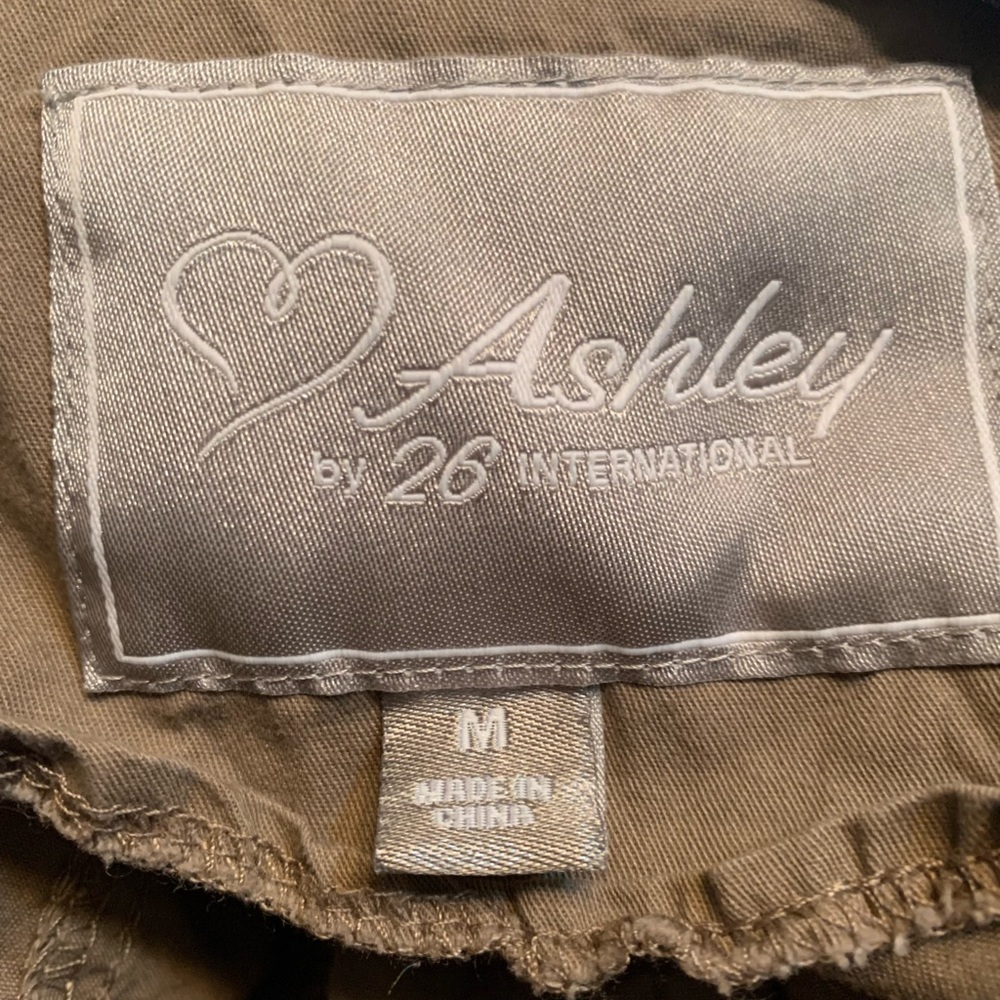 Ashley
by 26 INTERNATIONAL
M
MADE IN
CHINA